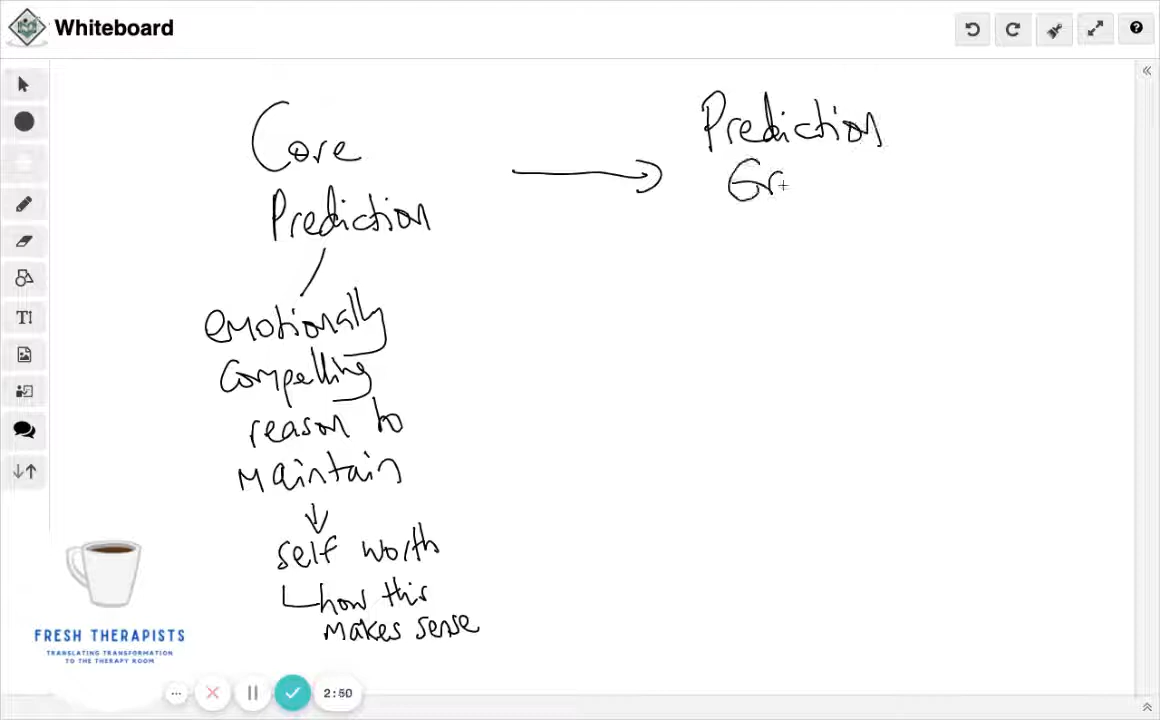 Whiteboard
Core
Prediction
emotionally
compelling
reason to
maintain
self worth
how this
makes sense
Prediction
Er
FRESH THERAPISTS
TRANSLATING TRANSFORMATION
TO THE THERAPY ROOM
2:50